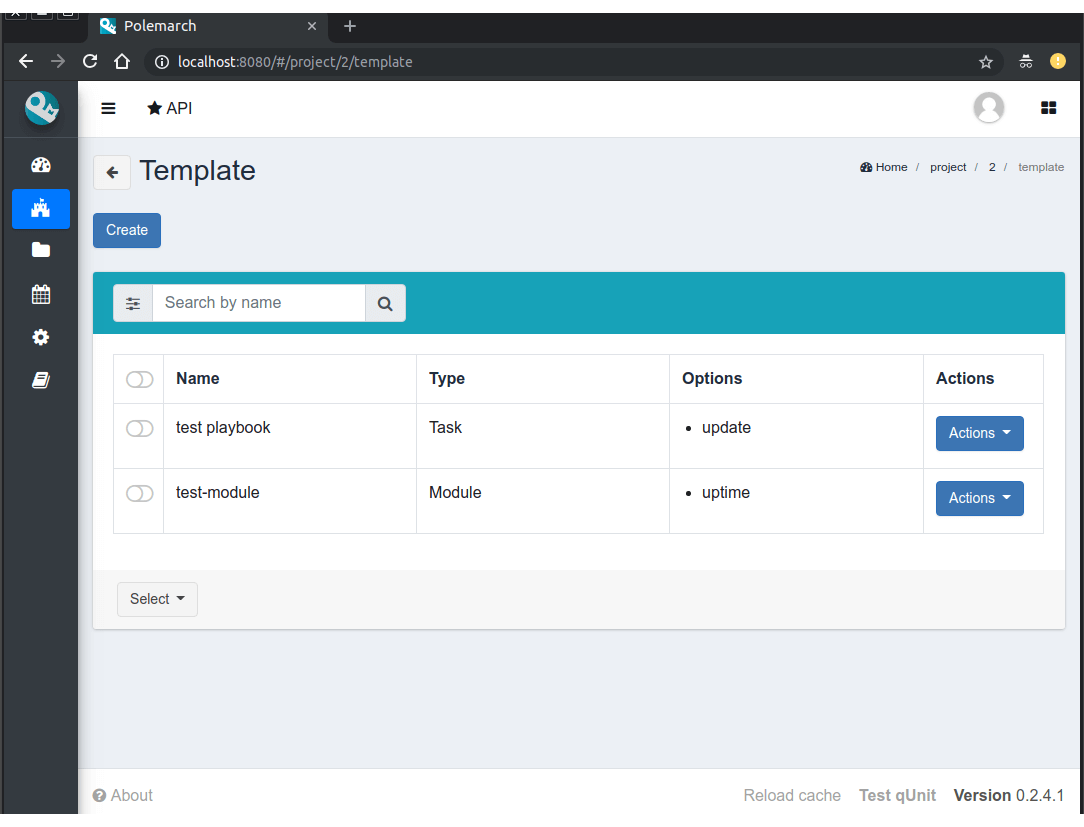 Polemarch
localhost:8080/#/project/2/template
API
Template
Home / project / 2 / template
Create
Search by name
Name Type Options Actions
test playbook Task • update Actions
test-module Module • uptime Actions
Select
About Reload cache Test qUnit Version 0.2.4.1